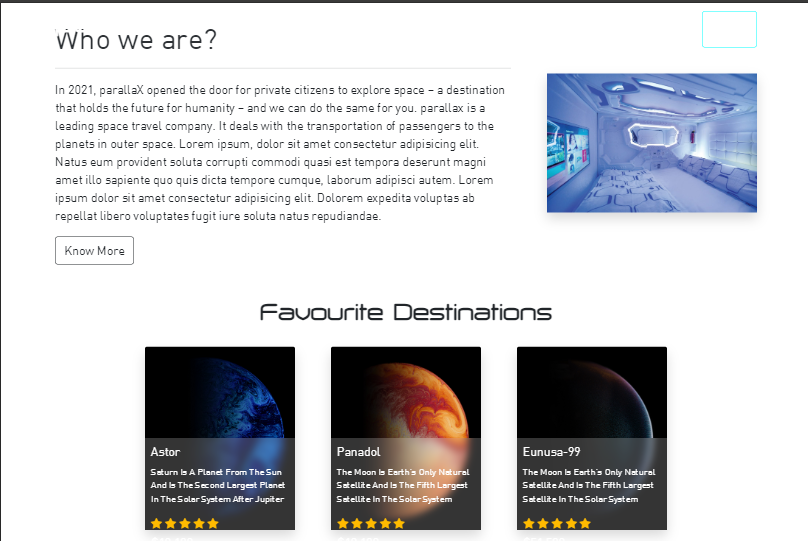 Who we are?
In 2021, parallaX opened the door for private citizens to explore space – a destination
that holds the future for humanity – and we can do the same for you. parallax is a
leading space travel company. It deals with the transportation of passengers to the
planets in outer space. Lorem ipsum, dolor sit amet consectetur adipisicing elit.
Natus eum provident soluta corrupti commodi quasi est tempora deserunt magni
amet illo sapiente quo quis dicta tempore cumque, laborum adipisci autem. Lorem
ipsum dolor sit amet consectetur adipisicing elit. Dolorem expedita voluptas ab
repellat libero voluptates fugit iure soluta natus repudiandae.
Know More
Favourite Destinations
Astor
Saturn Is A Planet From The Sun
And Is The Second Largest Planet
In The Solar System After Jupiter
Panadol
The Moon Is Earth's Only Natural
Satellite And Is The Fifth Largest
Satellite In The Solar System
Eunusa-99
The Moon Is Earth's Only Natural
Satellite And Is The Fifth Largest
Satellite In The Solar System